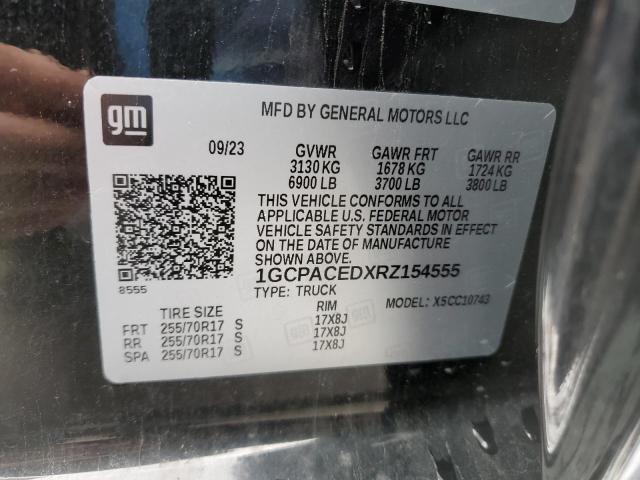 gm
MFD BY GENERAL MOTORS LLC
09/23 GVWR GAWR FRT GAWR RR
3130 KG 1678 KG 1724 KG
6900 LB 3700 LB 3800 LB
THIS VEHICLE CONFORMS TO ALL
APPLICABLE U.S. FEDERAL MOTOR
VEHICLE SAFETY STANDARDS IN EFFECT
ON THE DATE OF MANUFACTURE
SHOWN ABOVE.
8555
1GCPACEDXRZ154555
TYPE: TRUCK MODEL: X5CC10743
TIRE SIZE RIM
FRT 255/70R17 S 17X8J
RR 255/70R17 S 17X8J
SPA 255/70R17 S 17X8J